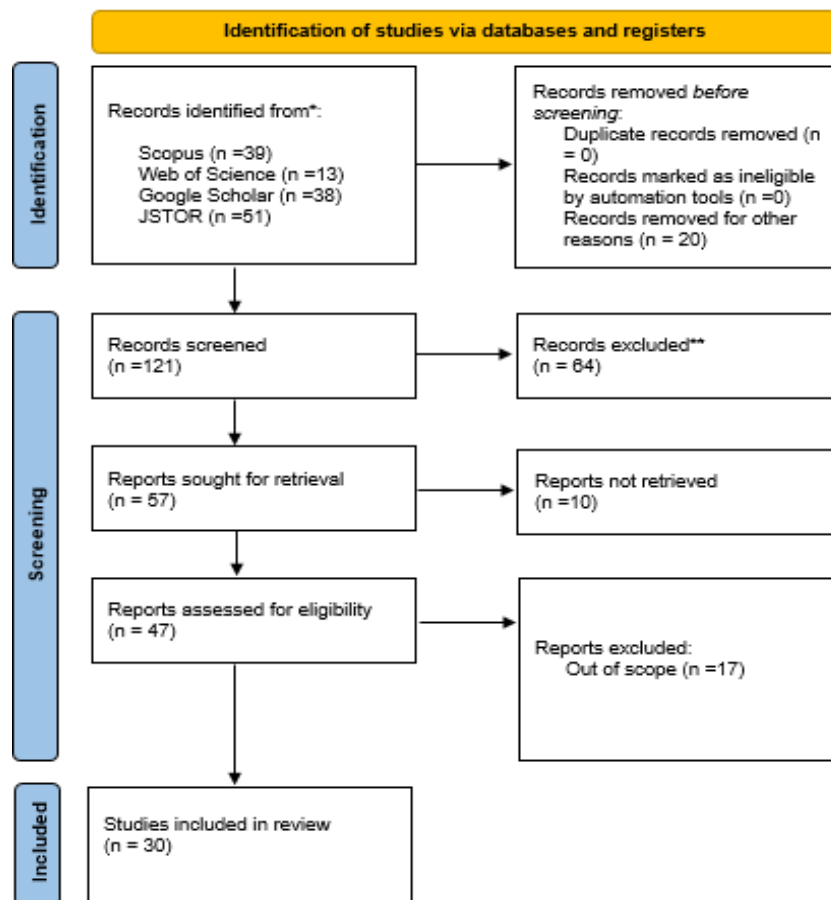 Identification of studies via databases and registers
Identification
Records identified from*:
Scopus (n =39)
Web of Science (n =13)
Google Scholar (n =38)
JSTOR (n =51)
Records removed before
screening:
Duplicate records removed (n
= 0)
Records marked as ineligible
by automation tools (n =0)
Records removed for other
reasons (n = 20)
Screening
Records screened
(n =121)
Records excluded**
(n = 64)
Reports sought for retrieval
(n = 57)
Reports not retrieved
(n =10)
Reports assessed for eligibility
(n = 47)
Reports excluded:
Out of scope (n =17)
Included
Studies included in review
(n = 30)